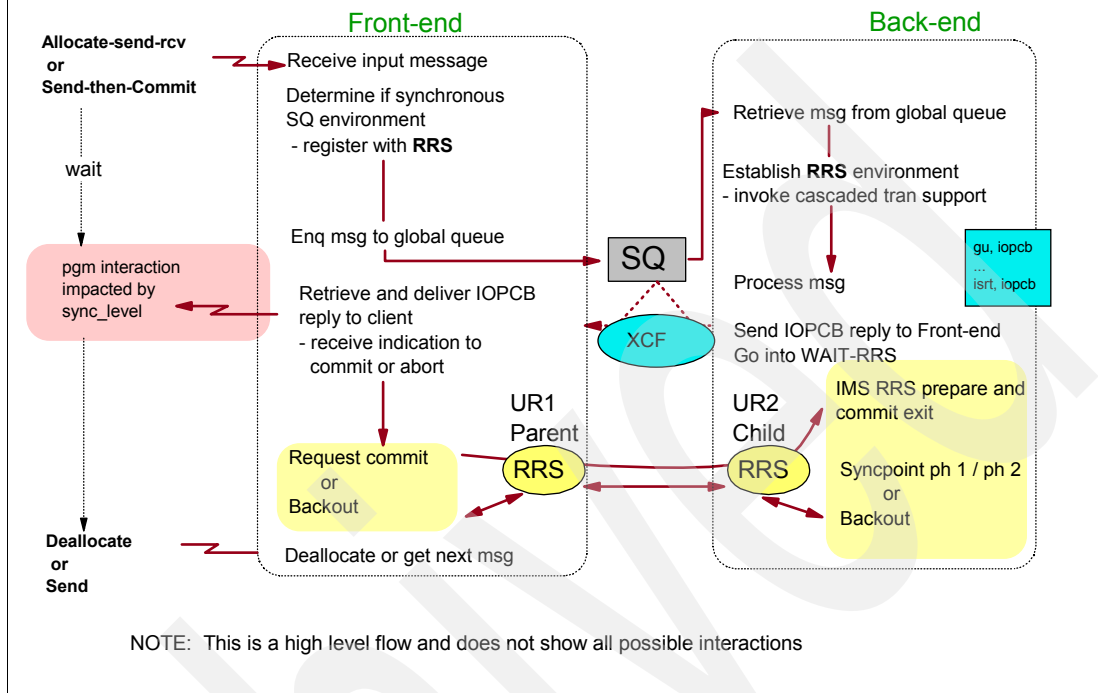 Front-end
Back-end
Allocate-send-rcv
or
Send-then-Commit
wait
pgm interaction
impacted by
sync_level
Deallocate
or
Send
Receive input message
Determine if synchronous
SQ environment
- register with RRS
Enq msg to global queue
Retrieve and deliver IOPCB
reply to client
- receive indication to
commit or abort
Request commit
or
Backout
Deallocate or get next msg
UR1
Parent
RRS
SQ
XCF
UR2
Child
RRS
Retrieve msg from global queue
Establish RRS environment
- invoke cascaded tran support
Process msg
gu, iopcb
...
isrt, iopcb
Send IOPCB reply to Front-end
Go into WAIT-RRS
IMS RRS prepare and
commit exit
Syncpoint ph 1 / ph 2
or
Backout
NOTE: This is a high level flow and does not show all possible interactions